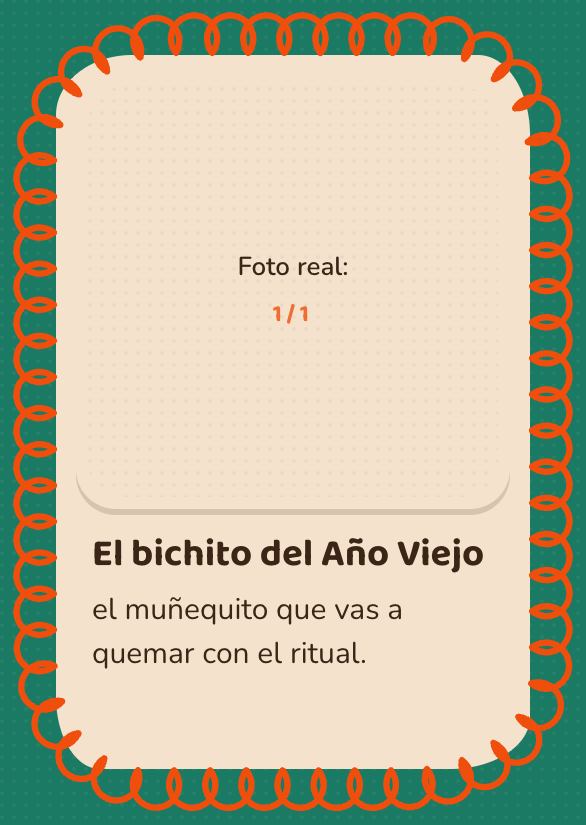 Foto real:
1/1
El bichito del Año Viejo
el muñequito que vas a
quemar con el ritual.